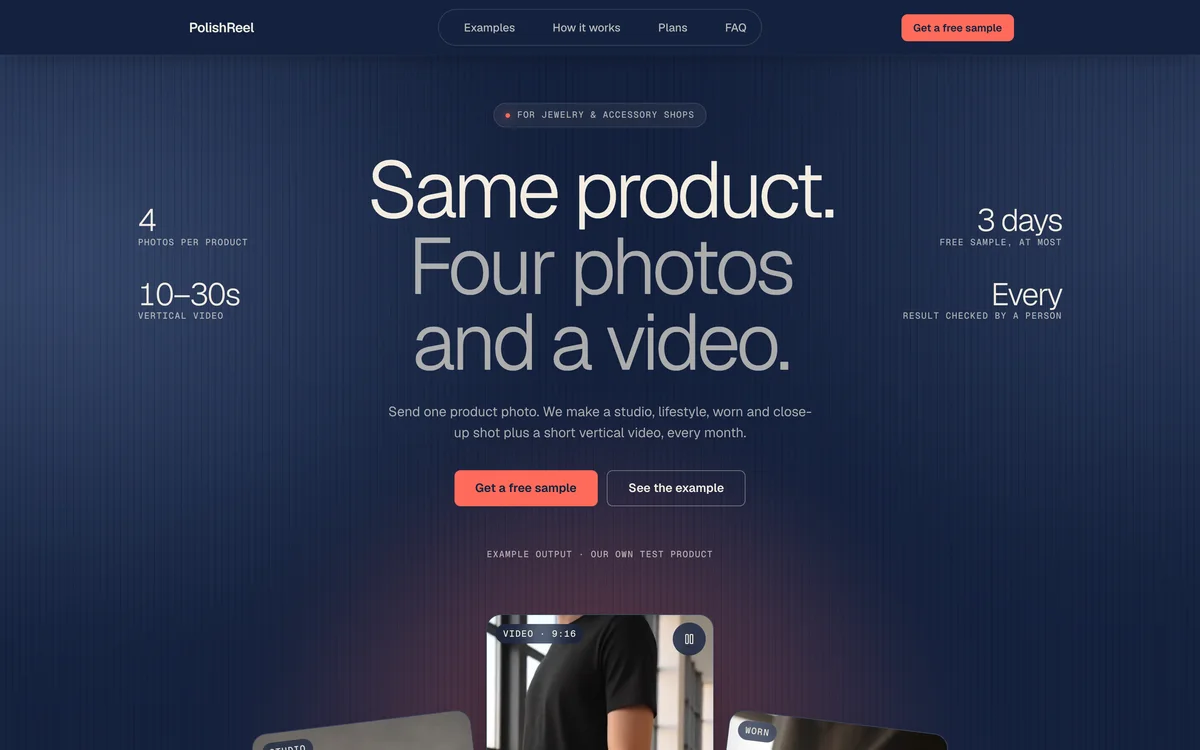 PolishReel
Examples
How it works
Plans
FAQ
Get a free sample
FOR JEWELRY & ACCESSORY SHOPS
Same product.
Four photos
and a video.
4
PHOTOS PER PRODUCT
10–30s
VERTICAL VIDEO
3 days
FREE SAMPLE, AT MOST
Every
RESULT CHECKED BY A PERSON
Send one product photo. We make a studio, lifestyle, worn and close-
up shot plus a short vertical video, every month.
Get a free sample
See the example
EXAMPLE OUTPUT · OUR OWN TEST PRODUCT
VIDEO · 9:16
STUDIO
WORN